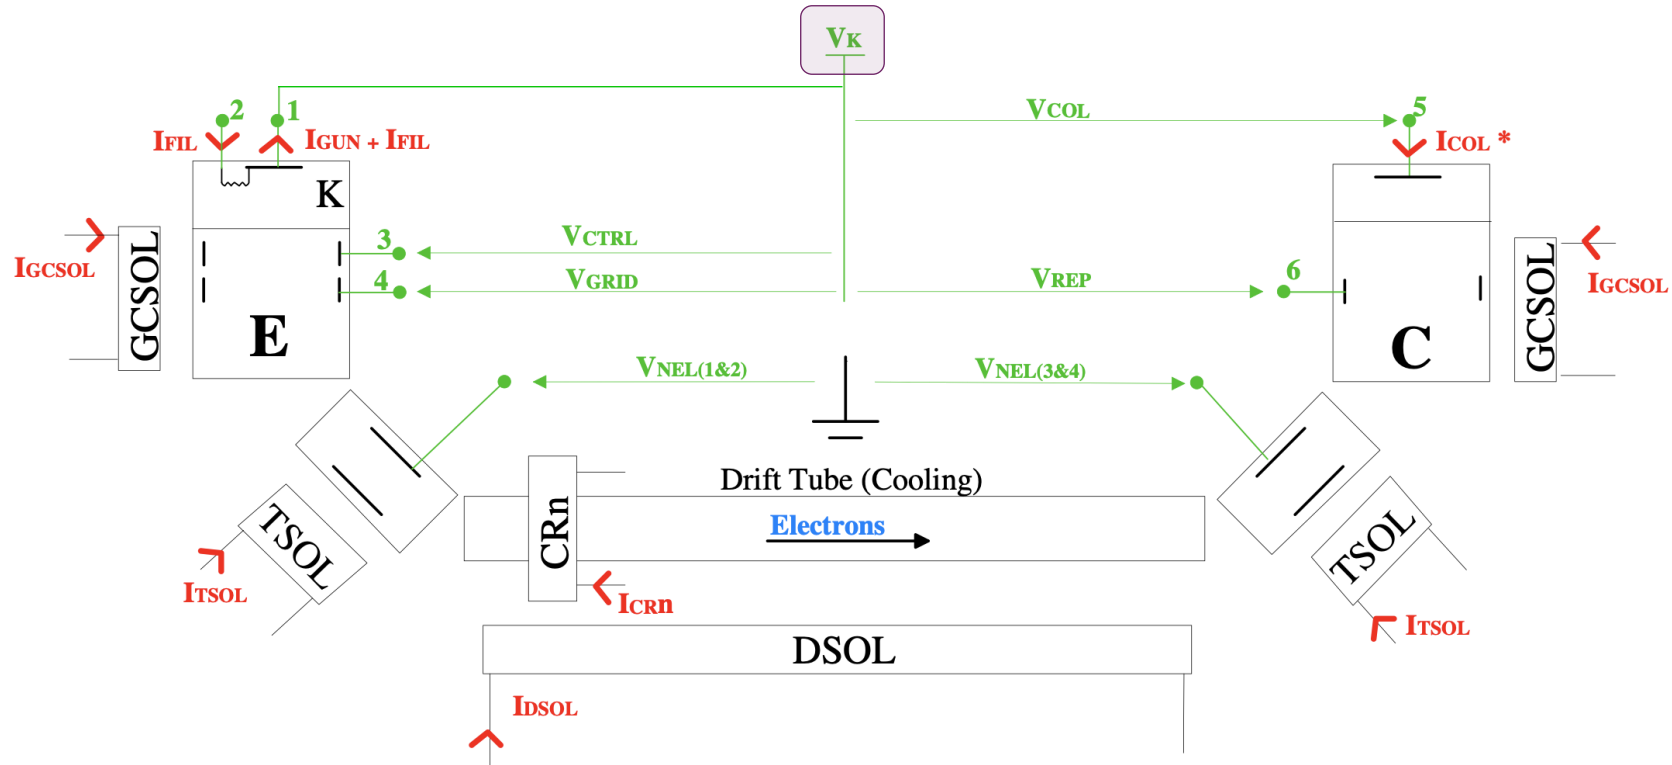 VK
2
1
VCOL
5
IFIL
IGUN + IFIL
ICOL *
K
3
VCTRL
IGCSOL
GCSOL
4
VGRID
VREP
6
GCSOL
IGCSOL
E
C
VNEL(1&2)
VNEL(3&4)
Drift Tube (Cooling)
TSOL
CRn
Electrons
TSOL
ITSOL
ICRn
ITSOL
DSOL
IDSOL